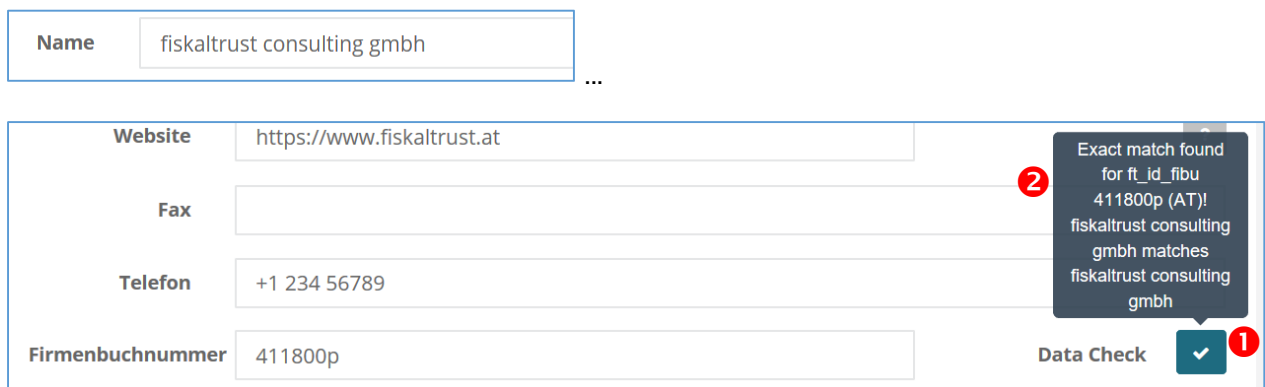 Name fiskaltrust consulting gmbh
...
Website https://www.fiskaltrust.at
Exact match found
for ft_id_fibu
411800p (AT)!
fiskaltrust consulting
gmbh matches
fiskaltrust consulting
gmbh
2
Fax
Telefon +1 234 56789
Firmenbuchnummer 411800p Data Check 1